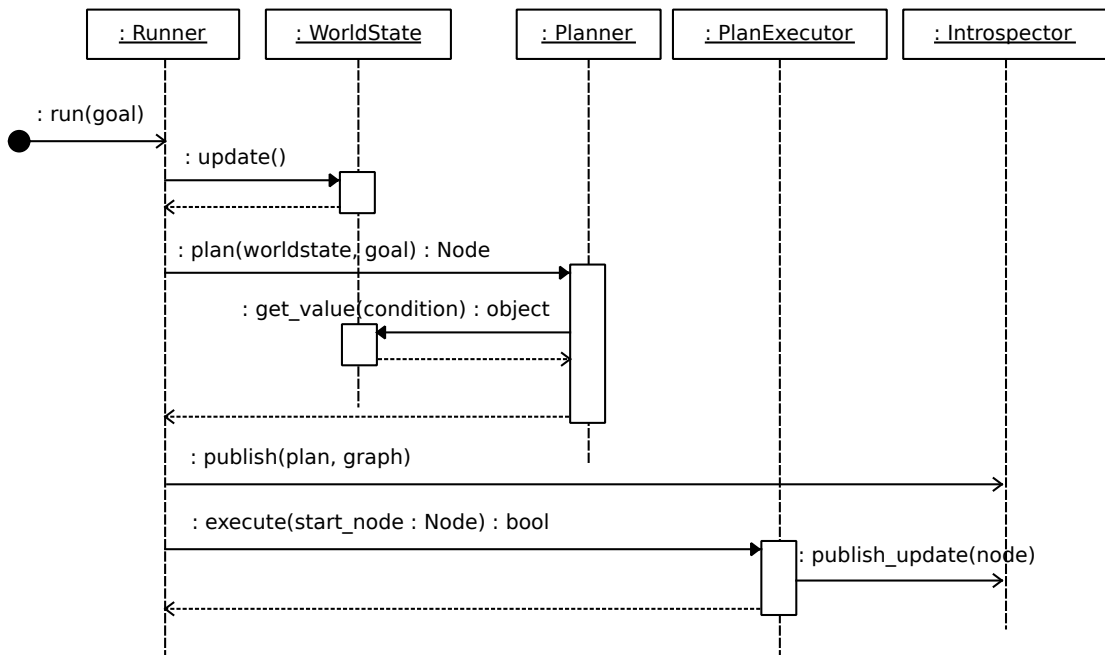 : Runner
: WorldState
: Planner
: PlanExecutor
: Introspector
: run(goal)
: update()
: plan(worldstate, goal) : Node
: get_value(condition) : object
: publish(plan, graph)
: execute(start_node : Node) : bool
: publish_update(node)